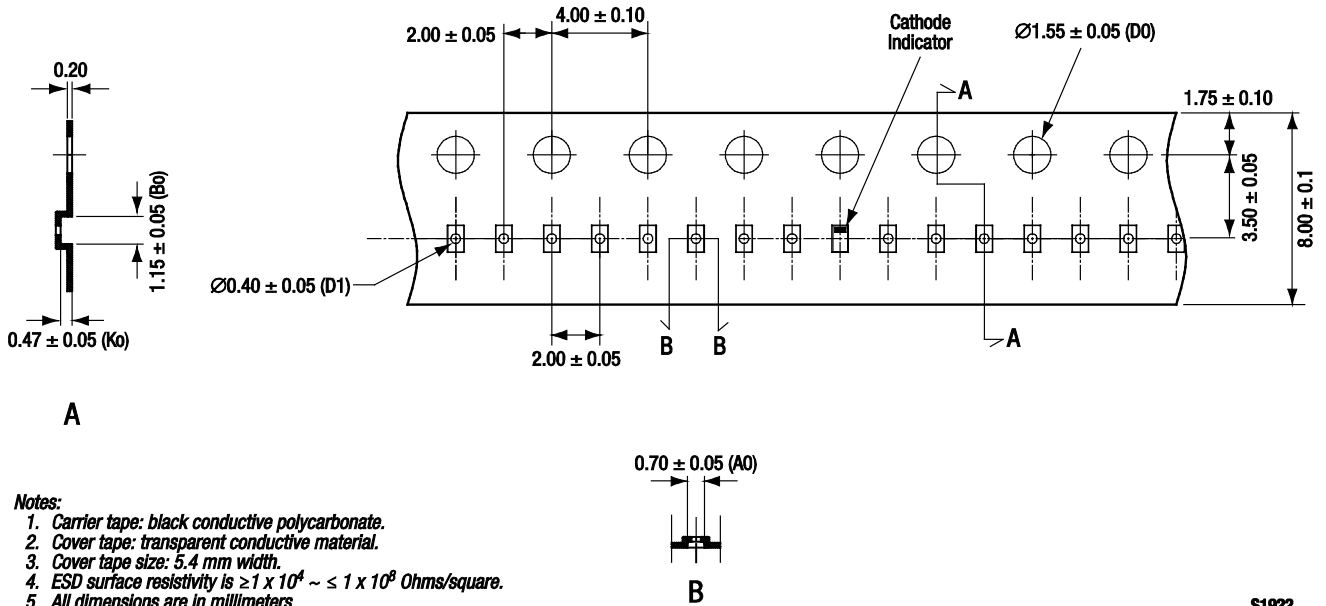 4.00 ± 0.10
2.00 ± 0.05
Cathode
Indicator
∅1.55 ± 0.05 (D0)
0.20
A
1.75 ± 0.10
1.15 ± 0.05 (Bo)
3.50 ± 0.05
8.00 ± 0.1
∅0.40 ± 0.05 (D1)
0.47 ± 0.05 (Ko)
B
B
A
2.00 ± 0.05
A
0.70 ± 0.05 (A0)
B
Notes:
1. Carrier tape: black conductive polycarbonate.
2. Cover tape: transparent conductive material.
3. Cover tape size: 5.4 mm width.
4. ESD surface resistivity is ≥1 x 10⁴ ~ ≤ 1 x 10⁸ Ohms/square.
5. All dimensions are in millimeters
S1922